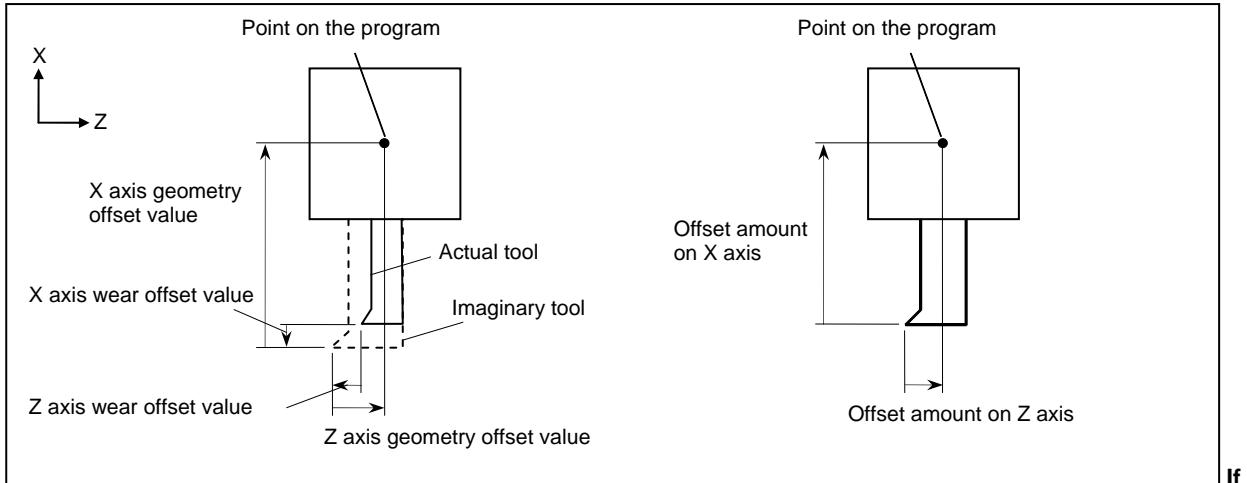 Point on the program
X
Z
X axis geometry
offset value
Actual tool
X axis wear offset value
Imaginary tool
Z axis wear offset value
Z axis geometry offset value
Point on the program
Offset amount
on X axis
Offset amount on Z axis
If